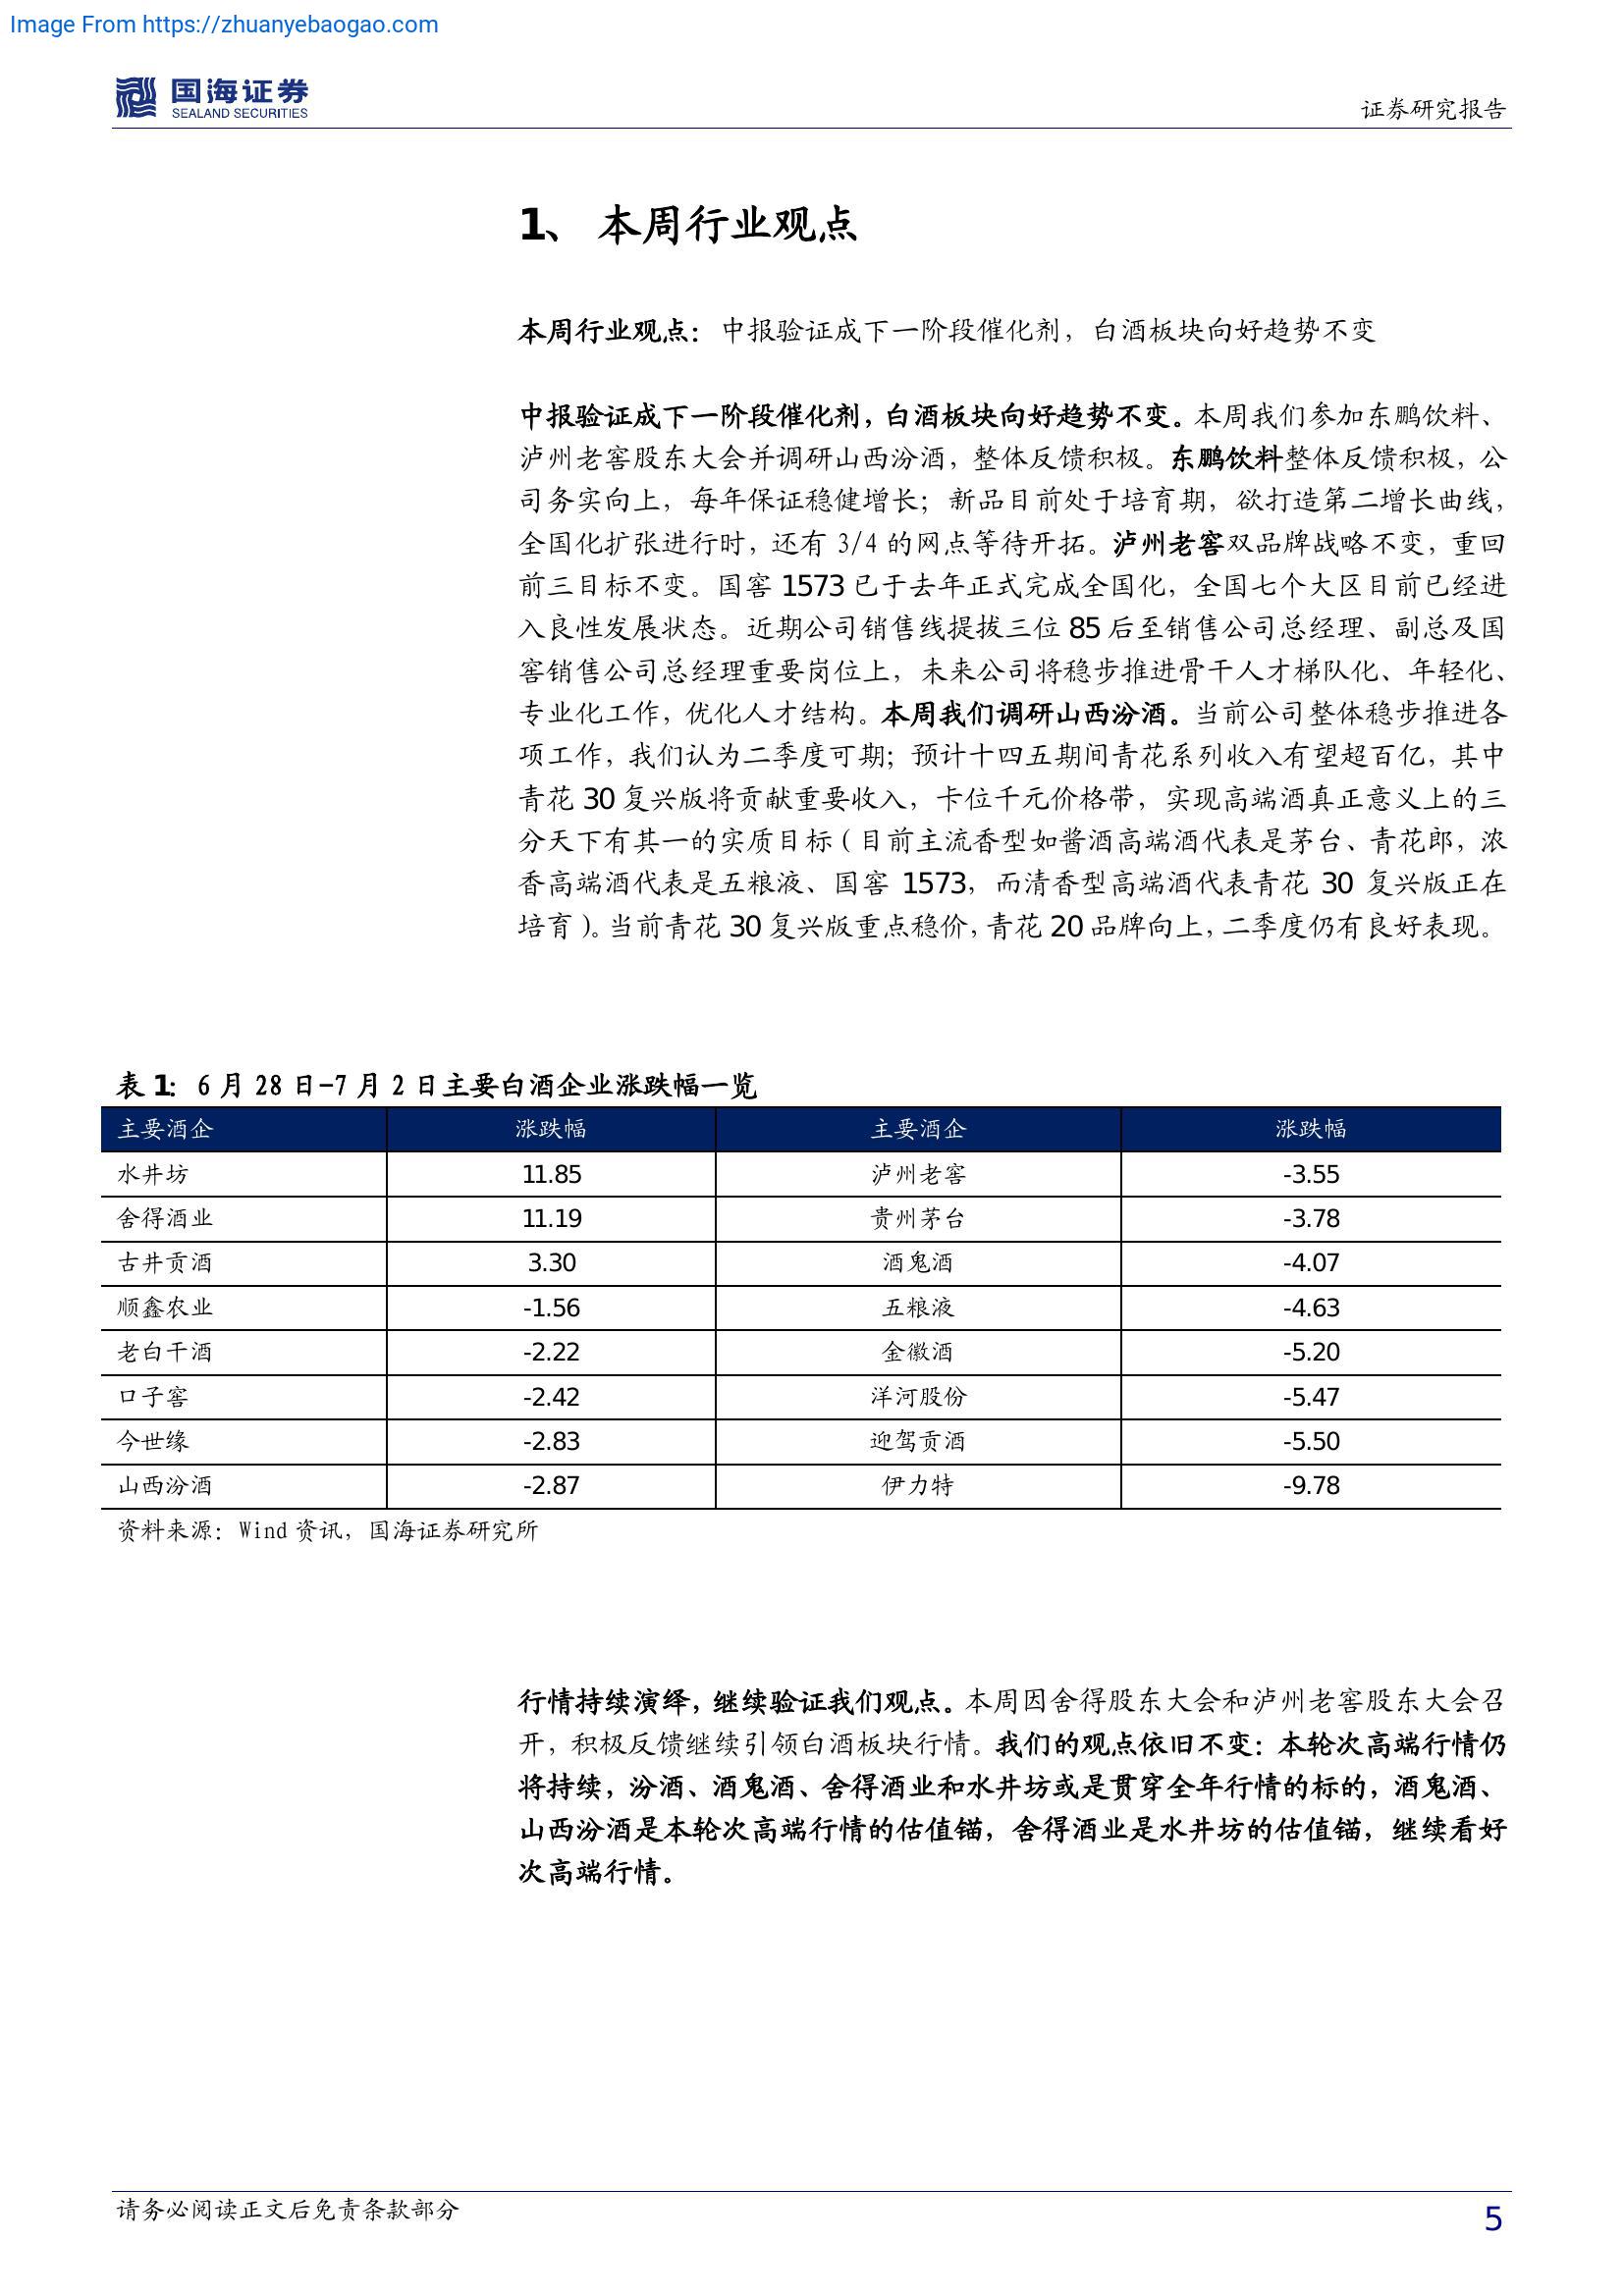 Image From https://zhuanyebaogao.com
国海证券
SEALAND SECURITIES
证券研究报告
1、 本周行业观点
本周行业观点：中报验证成下一阶段催化剂，白酒板块向好趋势不变
中报验证成下一阶段催化剂，白酒板块向好趋势不变。本周我们参加东鹏饮料、
泸州老窖股东大会并调研山西汾酒，整体反馈积极。东鹏饮料整体反馈积极，公
司务实向上，每年保证稳健增长；新品目前处于培育期，欲打造第二增长曲线，
全国化扩张进行时，还有 3/4 的网点等待开拓。泸州老窖双品牌战略不变，重回
前三目标不变。国窖 1573 已于去年正式完成全国化，全国七个大区目前已经进
入良性发展状态。近期公司销售线提拔三位 85 后至销售公司总经理、副总及国
窖销售公司总经理重要岗位上，未来公司将稳步推进骨干人才梯队化、年轻化、
专业化工作，优化人才结构。本周我们调研山西汾酒。当前公司整体稳步推进各
项工作，我们认为二季度可期；预计十四五期间青花系列收入有望超百亿，其中
青花 30 复兴版将贡献重要收入，卡位千元价格带，实现高端酒真正意义上的三
分天下有其一的实质目标（目前主流香型如酱酒高端酒代表是茅台、青花郎，浓
香高端酒代表是五粮液、国窖 1573，而清香型高端酒代表青花 30 复兴版正在
培育）。当前青花 30 复兴版重点稳价，青花 20 品牌向上，二季度仍有良好表现。
表 1：6 月 28 日-7 月 2 日主要白酒企业涨跌幅一览
主要酒企 涨跌幅 主要酒企 涨跌幅
水井坊 11.85 泸州老窖 -3.55
舍得酒业 11.19 贵州茅台 -3.78
古井贡酒 3.30 酒鬼酒 -4.07
顺鑫农业 -1.56 五粮液 -4.63
老白干酒 -2.22 金徽酒 -5.20
口子窖 -2.42 洋河股份 -5.47
今世缘 -2.83 迎驾贡酒 -5.50
山西汾酒 -2.87 伊力特 -9.78
资料来源：Wind 资讯，国海证券研究所
行情持续演绎，继续验证我们观点。本周因舍得股东大会和泸州老窖股东大会召
开，积极反馈继续引领白酒板块行情。我们的观点依旧不变：本轮次高端行情仍
将持续，汾酒、酒鬼酒、舍得酒业和水井坊或是贯穿全年行情的标的，酒鬼酒、
山西汾酒是本轮次高端行情的估值锚，舍得酒业是水井坊的估值锚，继续看好
次高端行情。
请务必阅读正文后免责条款部分
5